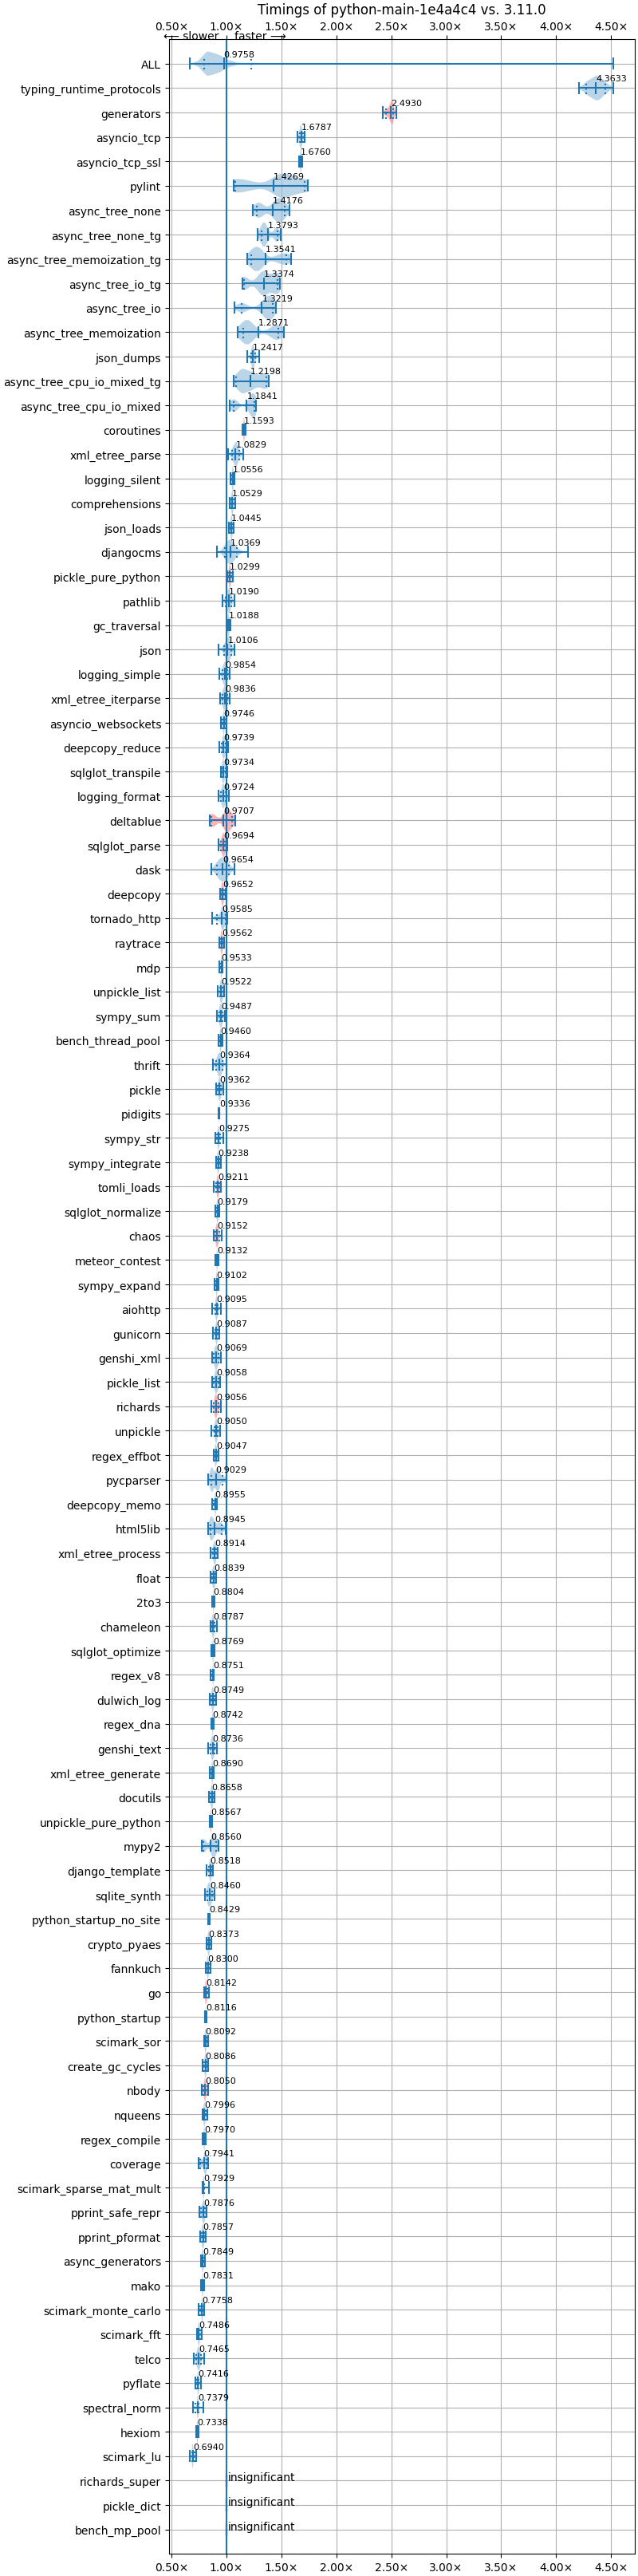 Timings of python-main-1e4a4c4 vs. 3.11.0
0.50× 1.00× 1.50× 2.00× 2.50× 3.00× 3.50× 4.00× 4.50×
←— slower faster —→
ALL 0.9758
typing_runtime_protocols 4.3633
generators 2.4930
asyncio_tcp 1.6787
asyncio_tcp_ssl 1.6760
pylint 1.4269
async_tree_none 1.4176
async_tree_none_tg 1.3793
async_tree_memoization_tg 1.3541
async_tree_io_tg 1.3374
async_tree_io 1.3219
async_tree_memoization 1.2871
json_dumps 1.2417
async_tree_cpu_io_mixed_tg 1.2198
async_tree_cpu_io_mixed 1.1841
coroutines 1.1593
xml_etree_parse 1.0829
logging_silent 1.0556
comprehensions 1.0529
json_loads 1.0445
djangocms 1.0369
pickle_pure_python 1.0299
pathlib 1.0190
gc_traversal 1.0188
json 1.0106
logging_simple 0.9854
xml_etree_iterparse 0.9836
asyncio_websockets 0.9746
deepcopy_reduce 0.9739
sqlglot_transpile 0.9734
logging_format 0.9724
deltablue 0.9707
sqlglot_parse 0.9694
dask 0.9654
deepcopy 0.9652
tornado_http 0.9585
raytrace 0.9562
mdp 0.9533
unpickle_list 0.9522
sympy_sum 0.9487
bench_thread_pool 0.9460
thrift 0.9364
pickle 0.9362
pidigits 0.9336
sympy_str 0.9275
sympy_integrate 0.9238
tomli_loads 0.9211
sqlglot_normalize 0.9179
chaos 0.9152
meteor_contest 0.9132
sympy_expand 0.9102
aiohttp 0.9095
gunicorn 0.9087
genshi_xml 0.9069
pickle_list 0.9058
richards 0.9056
unpickle 0.9050
regex_effbot 0.9047
pycparser 0.9029
deepcopy_memo 0.8955
html5lib 0.8945
xml_etree_process 0.8914
float 0.8839
2to3 0.8804
chameleon 0.8787
sqlglot_optimize 0.8769
regex_v8 0.8751
dulwich_log 0.8749
regex_dna 0.8742
genshi_text 0.8736
xml_etree_generate 0.8690
docutils 0.8658
unpickle_pure_python 0.8567
mypy2 0.8560
django_template 0.8518
sqlite_synth 0.8460
python_startup_no_site 0.8429
crypto_pyaes 0.8373
fannkuch 0.8300
go 0.8142
python_startup 0.8116
scimark_sor 0.8092
create_gc_cycles 0.8086
nbody 0.8050
nqueens 0.7996
regex_compile 0.7970
coverage 0.7941
scimark_sparse_mat_mult 0.7929
pprint_safe_repr 0.7876
pprint_pformat 0.7857
async_generators 0.7849
mako 0.7831
scimark_monte_carlo 0.7758
scimark_fft 0.7486
telco 0.7465
pyflate 0.7416
spectral_norm 0.7379
hexiom 0.7338
scimark_lu 0.6940
richards_super insignificant
pickle_dict insignificant
bench_mp_pool insignificant
0.50× 1.00× 1.50× 2.00× 2.50× 3.00× 3.50× 4.00× 4.50×